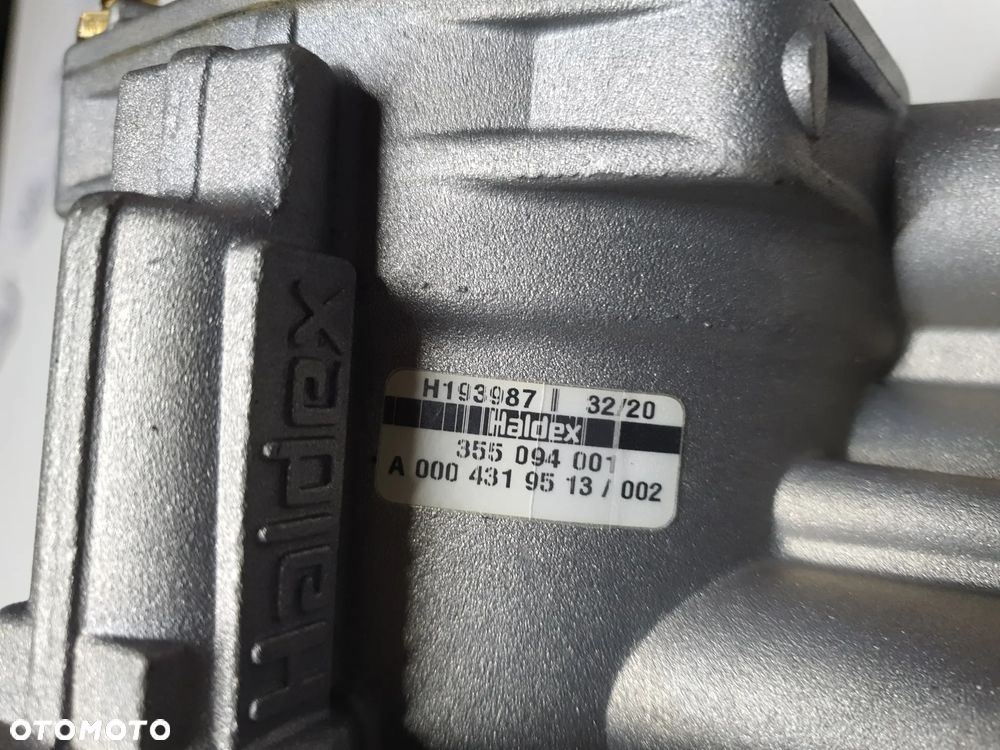 H193987 32/20
Haldex
355 094 001
A 000 431 95 13 / 002
Haldex
OTOMOTO